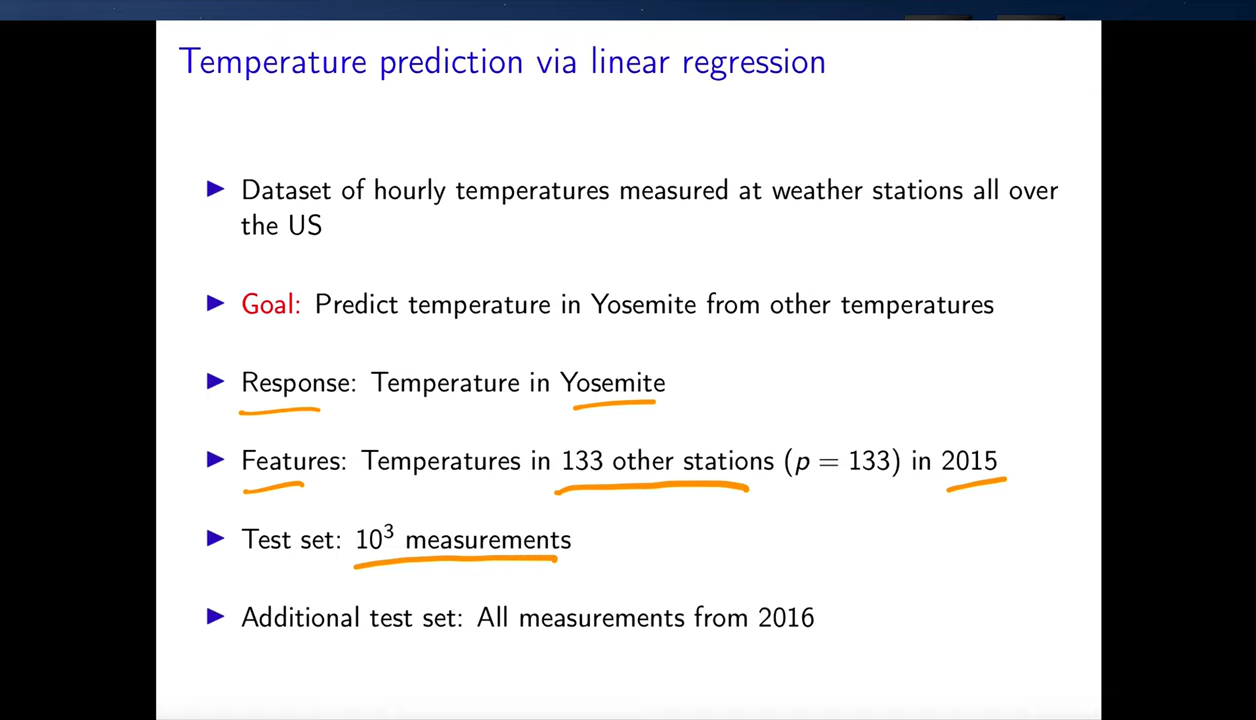 Temperature prediction via linear regression
▶ Dataset of hourly temperatures measured at weather stations all over
the US
▶ Goal: Predict temperature in Yosemite from other temperatures
▶ Response: Temperature in Yosemite
▶ Features: Temperatures in 133 other stations (p = 133) in 2015
▶ Test set: 10³ measurements
▶ Additional test set: All measurements from 2016